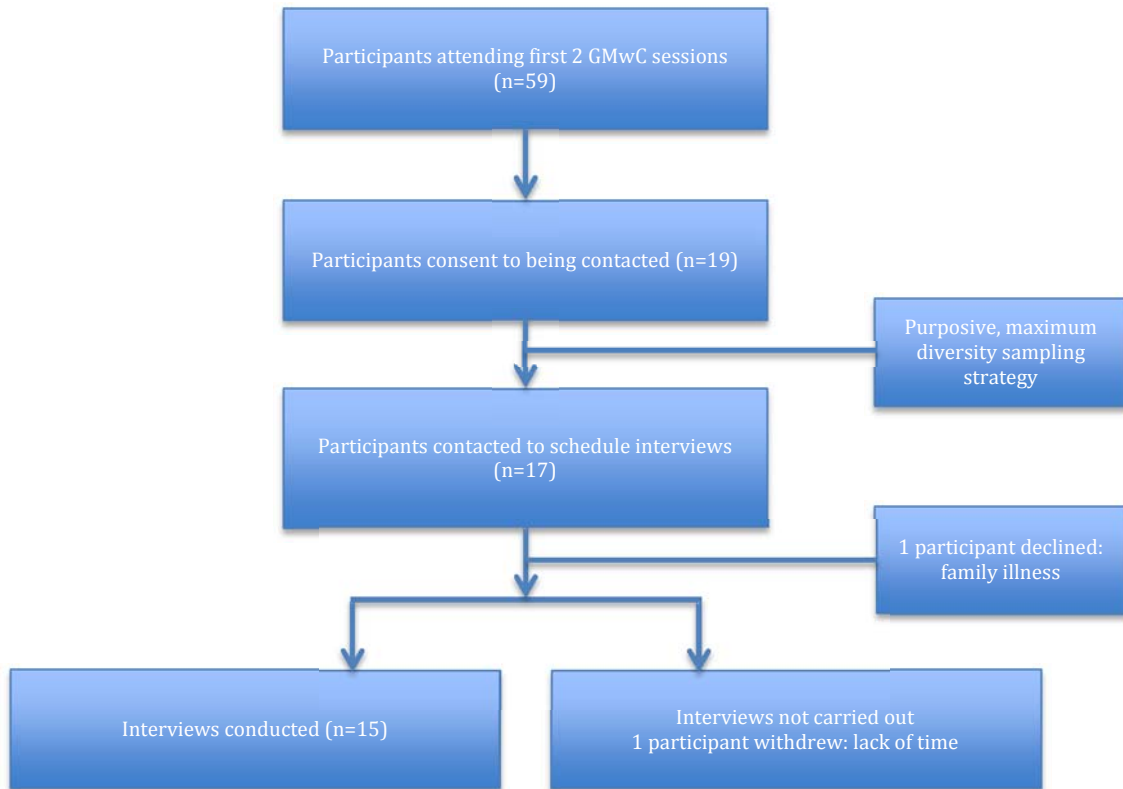 Participants attending first 2 GMwC sessions
(n=59)
Participants consent to being contacted (n=19)
Purposive, maximum
diversity sampling
strategy
Participants contacted to schedule interviews
(n=17)
1 participant declined:
family illness
Interviews conducted (n=15)
Interviews not carried out
1 participant withdrew: lack of time